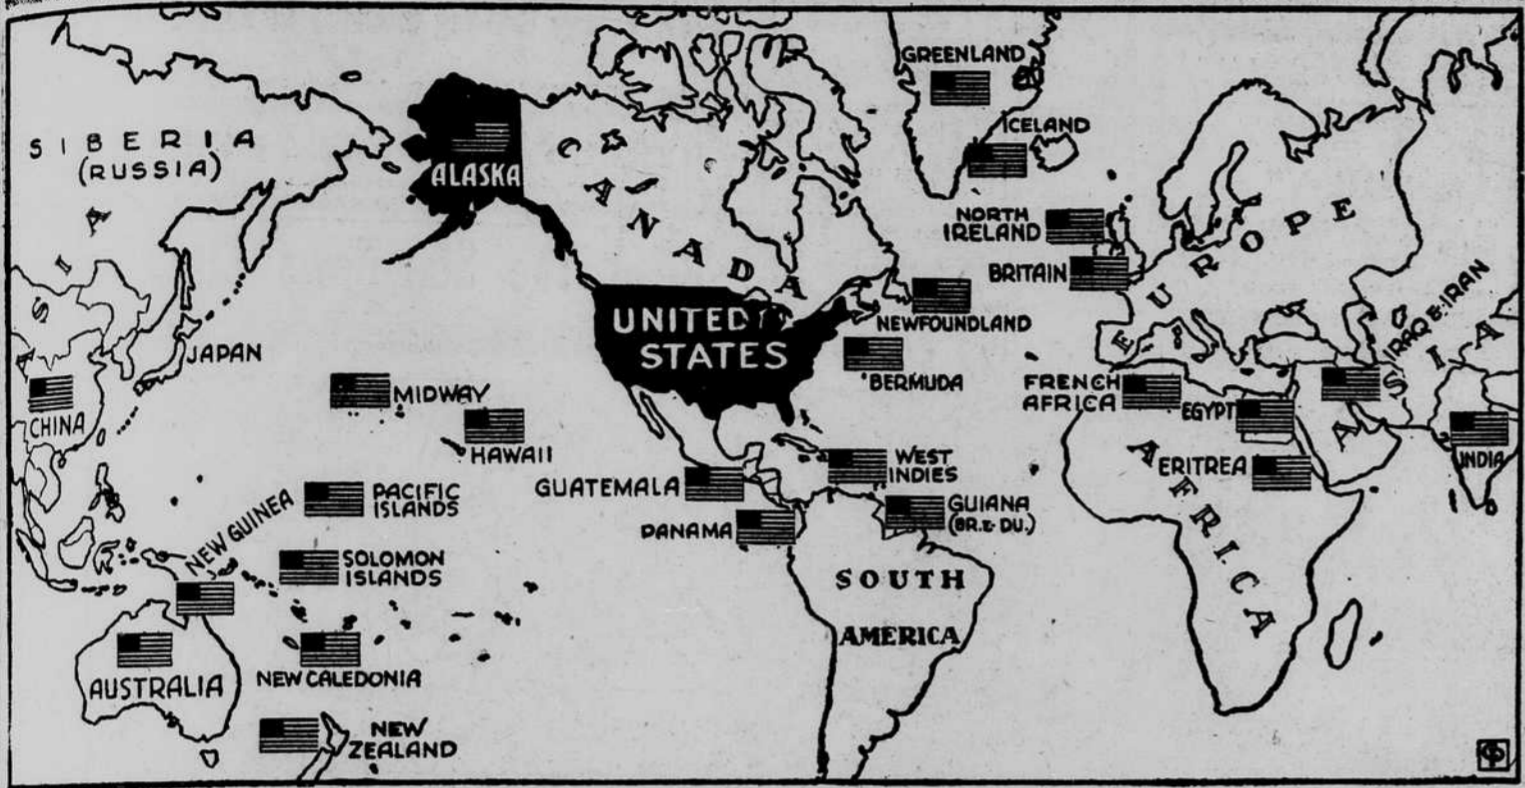 GREENLAND
ICELAND
SIBERIA
(RUSSIA)
ALASKA
CANADA
NORTH
IRELAND
BRITAIN
EUROPE
NEWFOUNDLAND
UNITED
STATES
BERMUDA
IRAQ & IRAN
ASIA
ASIA
JAPAN
CHINA
MIDWAY
HAWAII
FRENCH
AFRICA
EGYPT
ERITREA
INDIA
AFRICA
GUATEMALA
WEST
INDIES
PANAMA
GUIANA
(BR. & DU.)
PACIFIC
ISLANDS
NEW GUINEA
SOLOMON
ISLANDS
SOUTH
AMERICA
AUSTRALIA
NEW CALEDONIA
NEW
ZEALAND